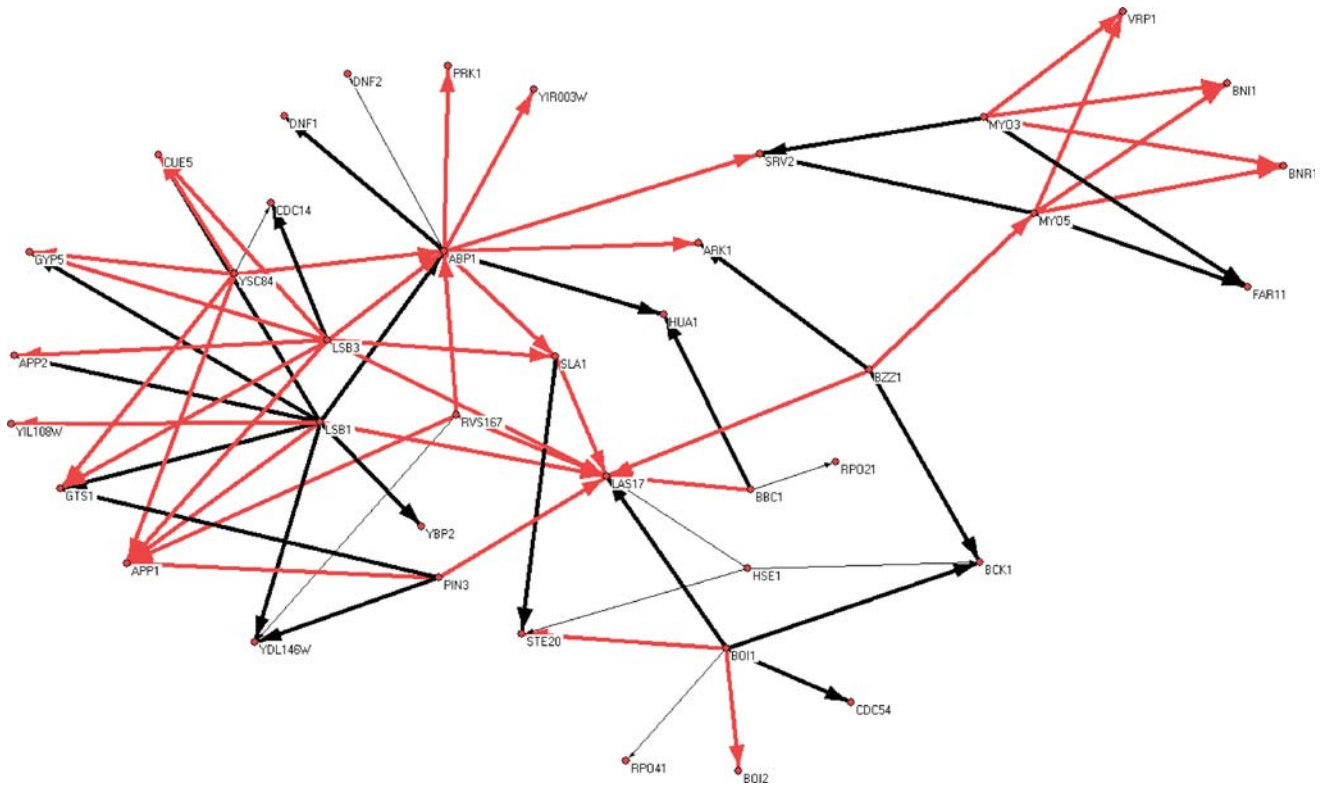 VRP1
PRK1
DNF2
BNI1
YIR003W
DNF1
MYO3
CUE5
SRV2
BNR1
CDC14
MYO5
GYP5
ABP1
ARK1
YSC84
FAR11
HUA1
LSB3
APP2
SLA1
BZZ1
RVS167
YIL108W
LSB1
RPO21
LAS17
GTS1
BBC1
YBP2
APP1
HSE1
BCK1
PIN3
STE20
YDL146W
BOI1
CDC54
RPO41
BOI2